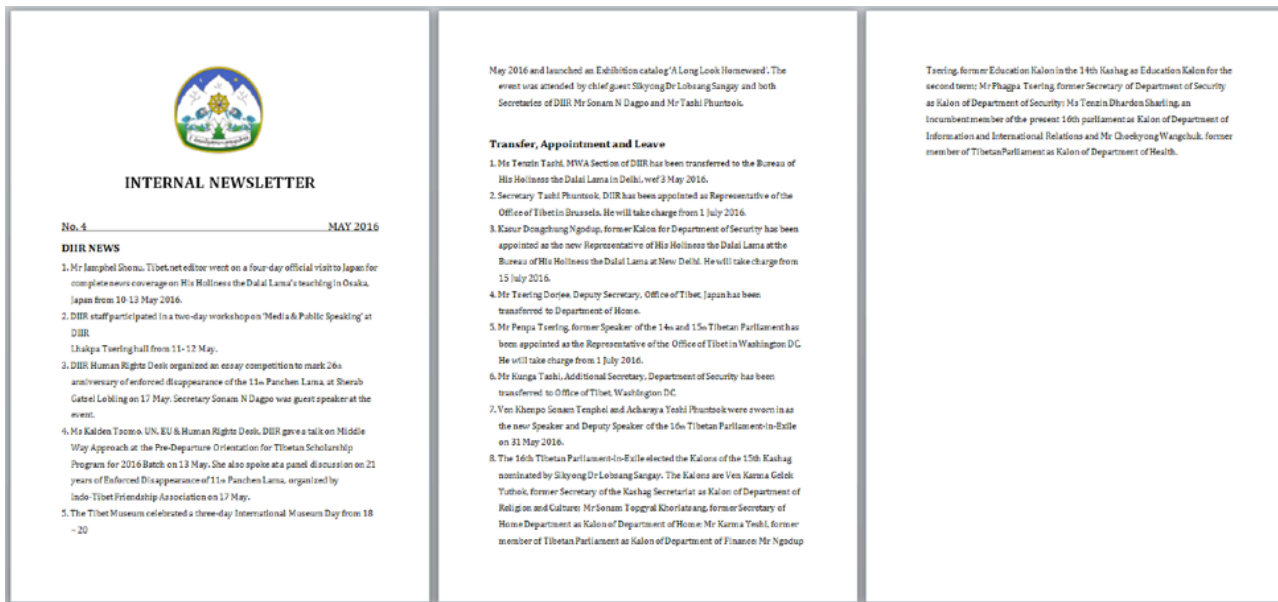 INTERNAL NEWSLETTER
No. 4 MAY 2016
DIIR NEWS
1. Mr Jamphel Shonu, Tibet.net editor went on a four-day official visit to Japan for
complete news coverage on His Holiness the Dalai Lama's teaching in Osaka,
Japan from 10-13 May 2016.
2. DIIR staff participated in a two-day workshop on 'Media & Public Speaking' at
DIIR
Lhakpa Tsering hall from 11- 12 May.
3. DIIR Human Rights Desk organized an essay competition to mark 26th
anniversary of enforced disappearance of the 11th Panchen Lama, at Sherab
Gatsel Lobling on 17 May. Secretary Sonam N Dagpo was guest speaker at the
event.
4. Ms Kalden Tsomo, UN, EU & Human Rights Desk, DIIR gave a talk on Middle
Way Approach at the Pre-Departure Orientation for Tibetan Scholarship
Program for 2016 Batch on 13 May. She also spoke at a panel discussion on 21
years of Enforced Disappearance of 11th Panchen Lama, organized by
Indo-Tibet Friendship Association on 17 May.
5. The Tibet Museum celebrated a three-day International Museum Day from 18
– 20
May 2016 and launched an Exhibition catalog 'A Long Look Homeward'. The
event was attended by chief guest Sikyong Dr Lobsang Sangay and both
Secretaries of DIIR Mr Sonam N Dagpo and Mr Tashi Phuntsok.
Transfer, Appointment and Leave
1. Ms Tenzin Tashi, MWA Section of DIIR has been transferred to the Bureau of
His Holiness the Dalai Lama in Delhi, wef 3 May 2016.
2. Secretary Tashi Phuntsok, DIIR has been appointed as Representative of the
Office of Tibet in Brussels. He will take charge from 1 July 2016.
3. Kasur Dongchung Ngodup, former Kalon for Department of Security has been
appointed as the new Representative of His Holiness the Dalai Lama at the
Bureau of His Holiness the Dalai Lama at New Delhi. He will take charge from
15 July 2016.
4. Mr Tsering Dorjee, Deputy Secretary, Office of Tibet, Japan has been
transferred to Department of Home.
5. Mr Penpa Tsering, former Speaker of the 14th and 15th Tibetan Parliament has
been appointed as the Representative of the Office of Tibet in Washington DC.
He will take charge from 1 July 2016.
6. Mr Kunga Tashi, Additional Secretary, Department of Security has been
transferred to Office of Tibet, Washington DC.
7. Ven Khenpo Sonam Tenphel and Acharaya Yeshi Phuntsok were sworn in as
the new Speaker and Deputy Speaker of the 16th Tibetan Parliament-in-Exile
on 31 May 2016.
8. The 16th Tibetan Parliament-in-Exile elected the Kalons of the 15th Kashag
nominated by Sikyong Dr Lobsang Sangay. The Kalons are Ven Karma Gelek
Yuthok, former Secretary of the Kashag Secretariat as Kalon of Department of
Religion and Culture; Mr Sonam Topgyal Khorlatsang, former Secretary of
Home Department as Kalon of Department of Home; Mr Karma Yeshi, former
member of Tibetan Parliament as Kalon of Department of Finance; Mr Ngodup
Tsering, former Education Kalon in the 14th Kashag as Education Kalon for the
second term; Mr Phagpa Tsering, former Secretary of Department of Security
as Kalon of Department of Security; Ms Tenzin Dhardon Sharling, an
Incumbent member of the present 16th parliament as Kalon of Department of
Information and International Relations and Mr Choekyong Wangchuk, former
member of Tibetan Parliament as Kalon of Department of Health.